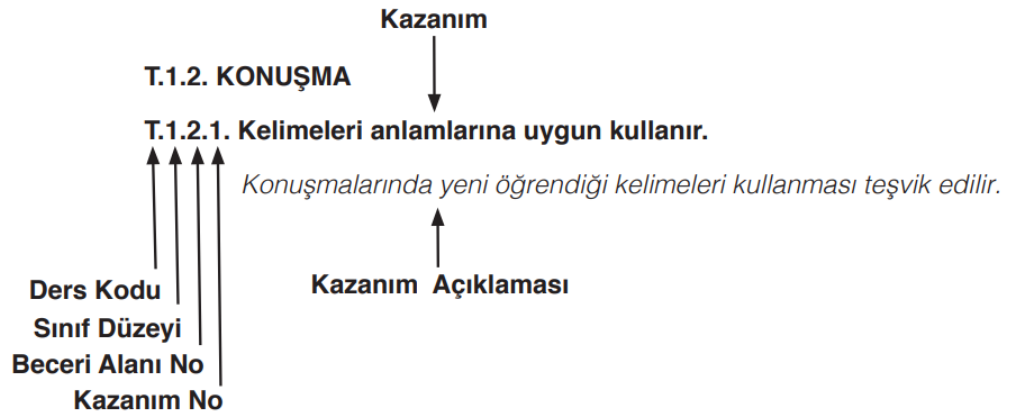 Kazanım
T.1.2. KONUŞMA
T.1.2.1. Kelimeleri anlamlarına uygun kullanır.
Konuşmalarında yeni öğrendiği kelimeleri kullanması teşvik edilir.
Ders Kodu
Kazanım Açıklaması
Sınıf Düzeyi
Beceri Alanı No
Kazanım No